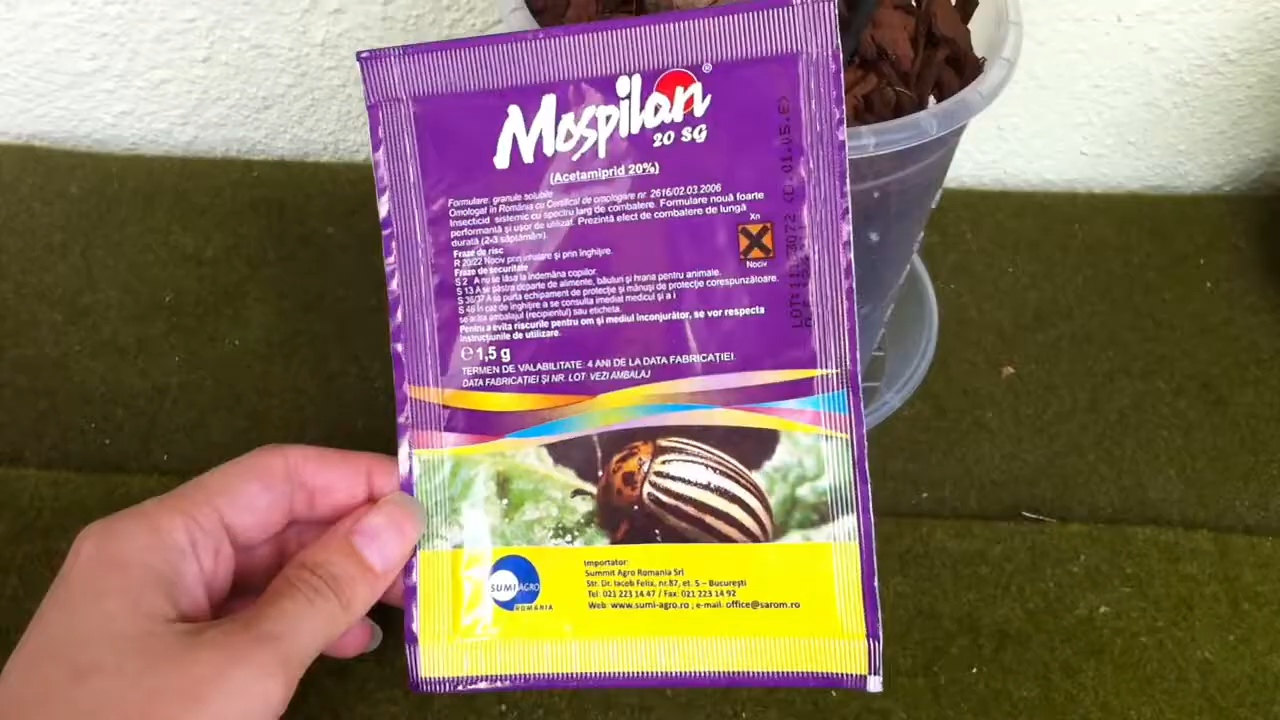 Mospilan®
20 SG
(Acetamiprid 20%)
Formulare: granule solubile
Omologat în România cu Certificat de omologare nr. 2616/02.03.2006
Insecticid sistemic cu spectru larg de combatere. Formulare nouă foarte
performantă și ușor de utilizat. Prezintă efect de combatere de lungă
durată (2-3 săptămâni).
Fraze de risc
R 20/22 Nociv prin inhalare și prin înghițire.
Fraze de securitate
S 2 A nu se lăsa la îndemâna copiilor.
S 13 A se păstra departe de alimente, băuturi și hrana pentru animale.
S 36/37 A se purta echipament de protecție și mănuși de protecție corespunzătoare.
S 46 În caz de înghițire a se consulta imediat medicul și a i
se arăta ambalajul (recipientul) sau eticheta.
Pentru a evita riscurile pentru om și mediul înconjurător, se vor respecta
instrucțiunile de utilizare.
Xn
Nociv
℮ 1,5 g
TERMEN DE VALABILITATE: 4 ANI DE LA DATA FABRICAȚIEI.
DATA FABRICAȚIEI ȘI NR. LOT: VEZI AMBALAJ
SUMI AGRO
ROMANIA
Importator:
Summit Agro Romania Srl
Str. Dr. Iacob Felix, nr.87, et. 5 – București
Tel: 021 223 14 47 / Fax: 021 223 14 92
Web: www.sumi-agro.ro ; e-mail: office@sarom.ro